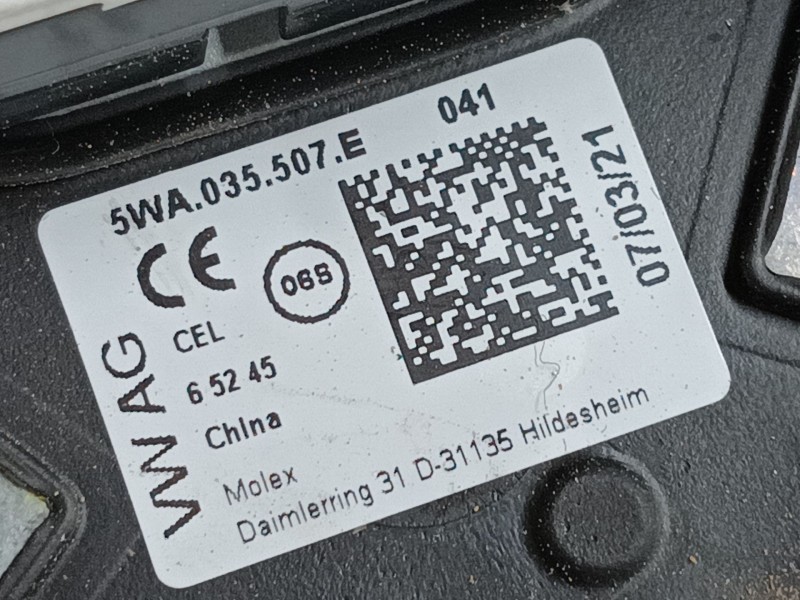 5WA.035.507.E
041
07/03/21
CE
CEL
6 52 45
China
VW AG
Molex
Daimlerring 31 D-31135 Hildesheim